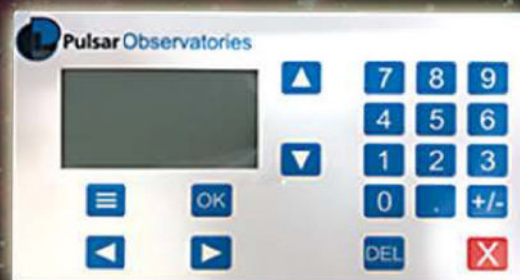 Pulsar Observatories
7 8 9
4 5 6
1 2 3
OK
0 . +/-
DEL X